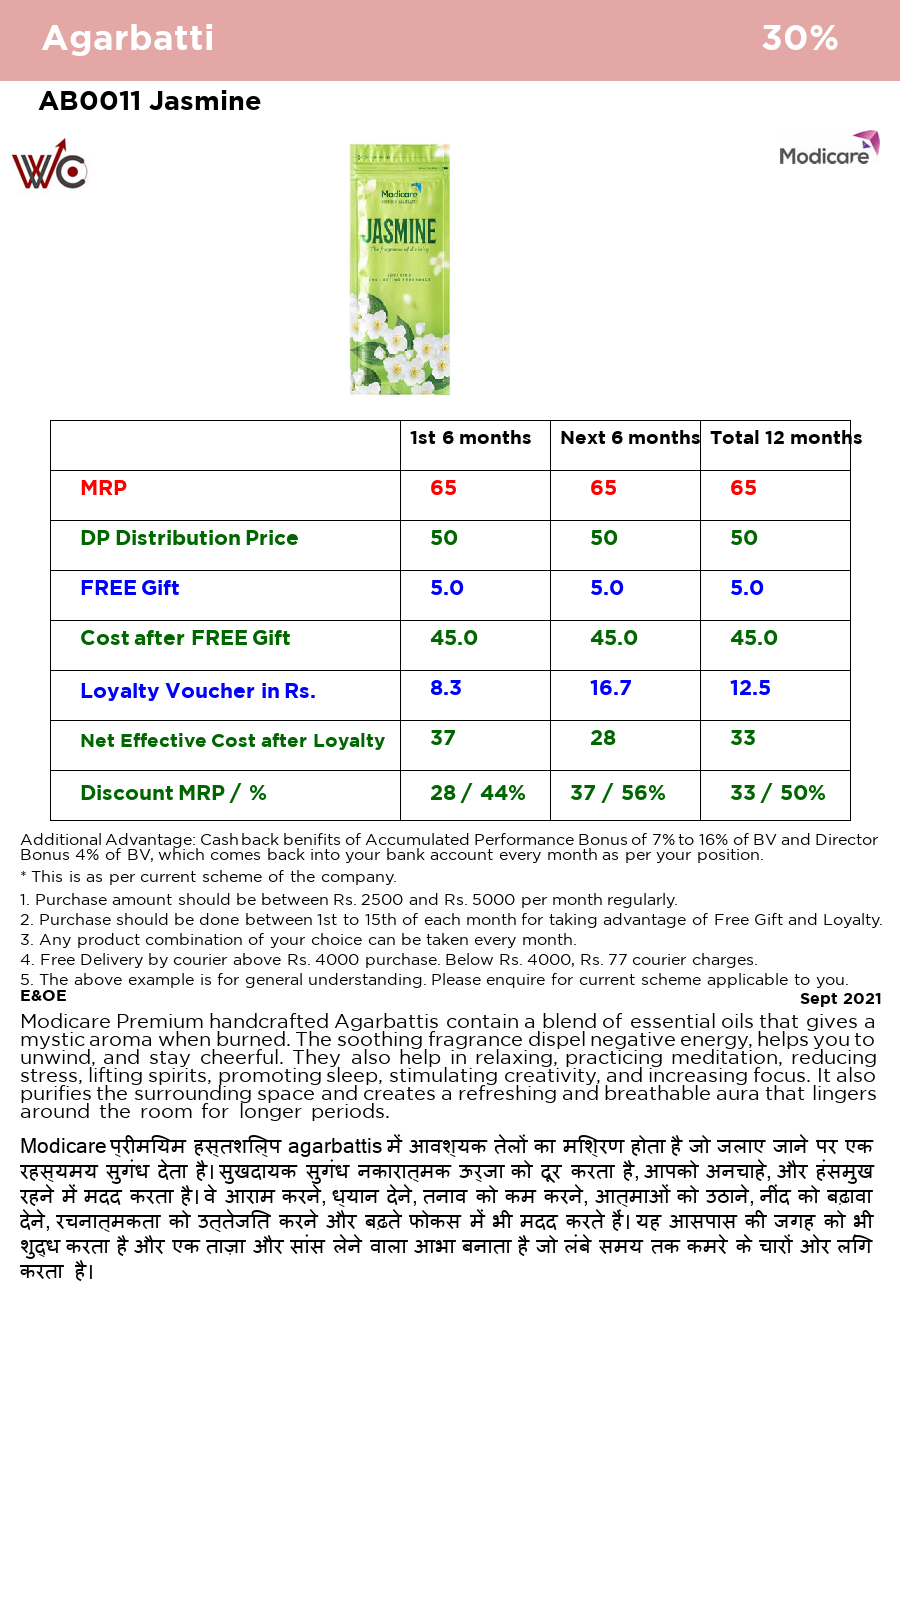 Agarbatti 30%
AB0011 Jasmine
WC
Modicare
Modicare
JASMINE
The fragrance of divinity
1st 6 months Next 6 months Total 12 months
MRP 65 65 65
DP Distribution Price 50 50 50
FREE Gift 5.0 5.0 5.0
Cost after FREE Gift 45.0 45.0 45.0
Loyalty Voucher in Rs. 8.3 16.7 12.5
Net Effective Cost after Loyalty 37 28 33
Discount MRP / % 28 / 44% 37 / 56% 33 / 50%
Additional Advantage: Cash back benifits of Accumulated Performance Bonus of 7% to 16% of BV and Director
Bonus 4% of BV, which comes back into your bank account every month as per your position.
* This is as per current scheme of the company.
1. Purchase amount should be between Rs. 2500 and Rs. 5000 per month regularly.
2. Purchase should be done between 1st to 15th of each month for taking advantage of Free Gift and Loyalty.
3. Any product combination of your choice can be taken every month.
4. Free Delivery by courier above Rs. 4000 purchase. Below Rs. 4000, Rs. 77 courier charges.
5. The above example is for general understanding. Please enquire for current scheme applicable to you.
E&OE Sept 2021
Modicare Premium handcrafted Agarbattis contain a blend of essential oils that gives a
mystic aroma when burned. The soothing fragrance dispel negative energy, helps you to
unwind, and stay cheerful. They also help in relaxing, practicing meditation, reducing
stress, lifting spirits, promoting sleep, stimulating creativity, and increasing focus. It also
purifies the surrounding space and creates a refreshing and breathable aura that lingers
around the room for longer periods.
Modicare प्रीमियम हस्तशिल्प agarbattis में आवश्यक तेलों का मिश्रण होता है जो जलाए जाने पर एक
रहस्यमय सुगंध देता है। सुखदायक सुगंध नकारात्मक ऊर्जा को दूर करता है, आपको अनचाहे, और हंसमुख
रहने में मदद करता है। वे आराम करने, ध्यान देने, तनाव को कम करने, आत्माओं को उठाने, नींद को बढ़ावा
देने, रचनात्मकता को उत्तेजित करने और बढ़ते फोकस में भी मदद करते हैं। यह आसपास की जगह को भी
शुद्ध करता है और एक ताज़ा और सांस लेने वाला आभा बनाता है जो लंबे समय तक कमरे के चारों ओर लगि
करता है।